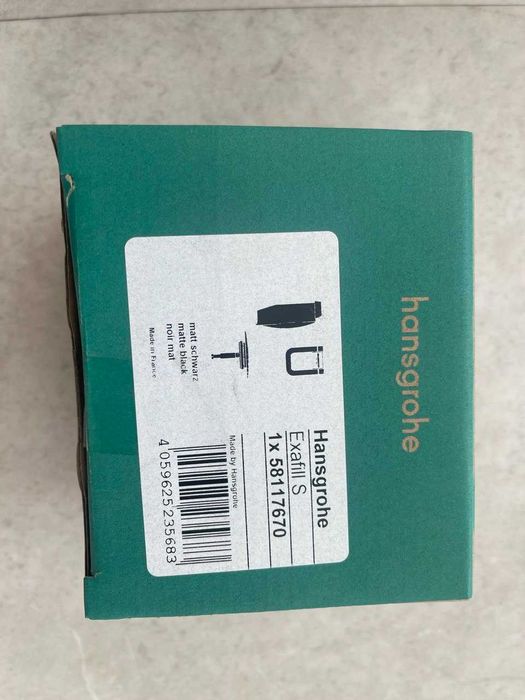 hansgrohe
Hansgrohe
Exafill S
1x 58117670
matt schwarz
matte black
noir mat
Made in France
Made by Hansgrohe
4 059625 235683